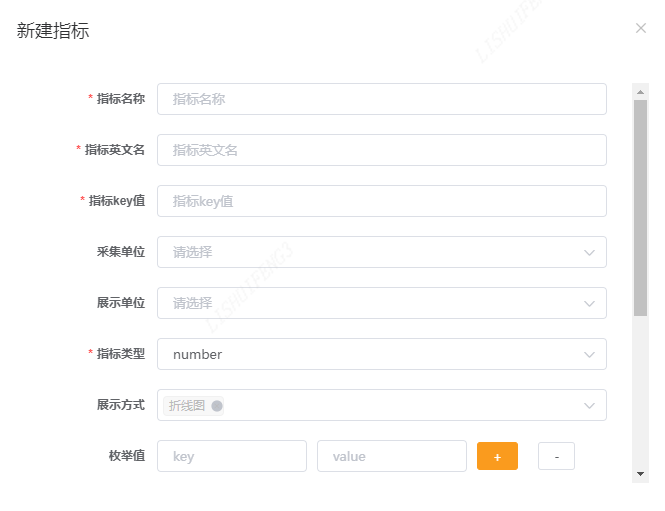 新建指标
* 指标名称 指标名称
* 指标英文名 指标英文名
* 指标key值 指标key值
采集单位 请选择
展示单位 请选择
* 指标类型 number
展示方式 折线图
枚举值 key value + -
LISHUIFENG3